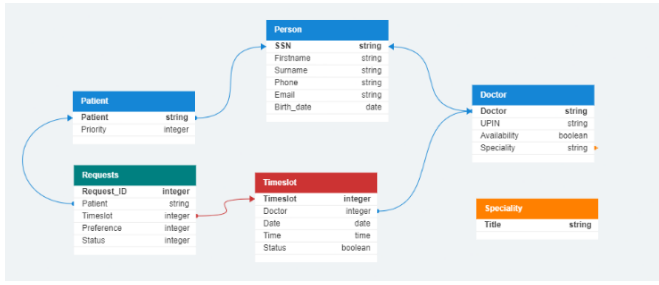 Person
SSN string
Firstname string
Surname string
Phone string
Email string
Birth_date date
Patient
Patient string
Priority integer
Doctor
Doctor string
UPIN string
Availability boolean
Speciality string
Requests
Request_ID integer
Patient string
Timeslot integer
Preference integer
Status integer
Timeslot
Timeslot integer
Doctor integer
Date date
Time time
Status boolean
Speciality
Title string